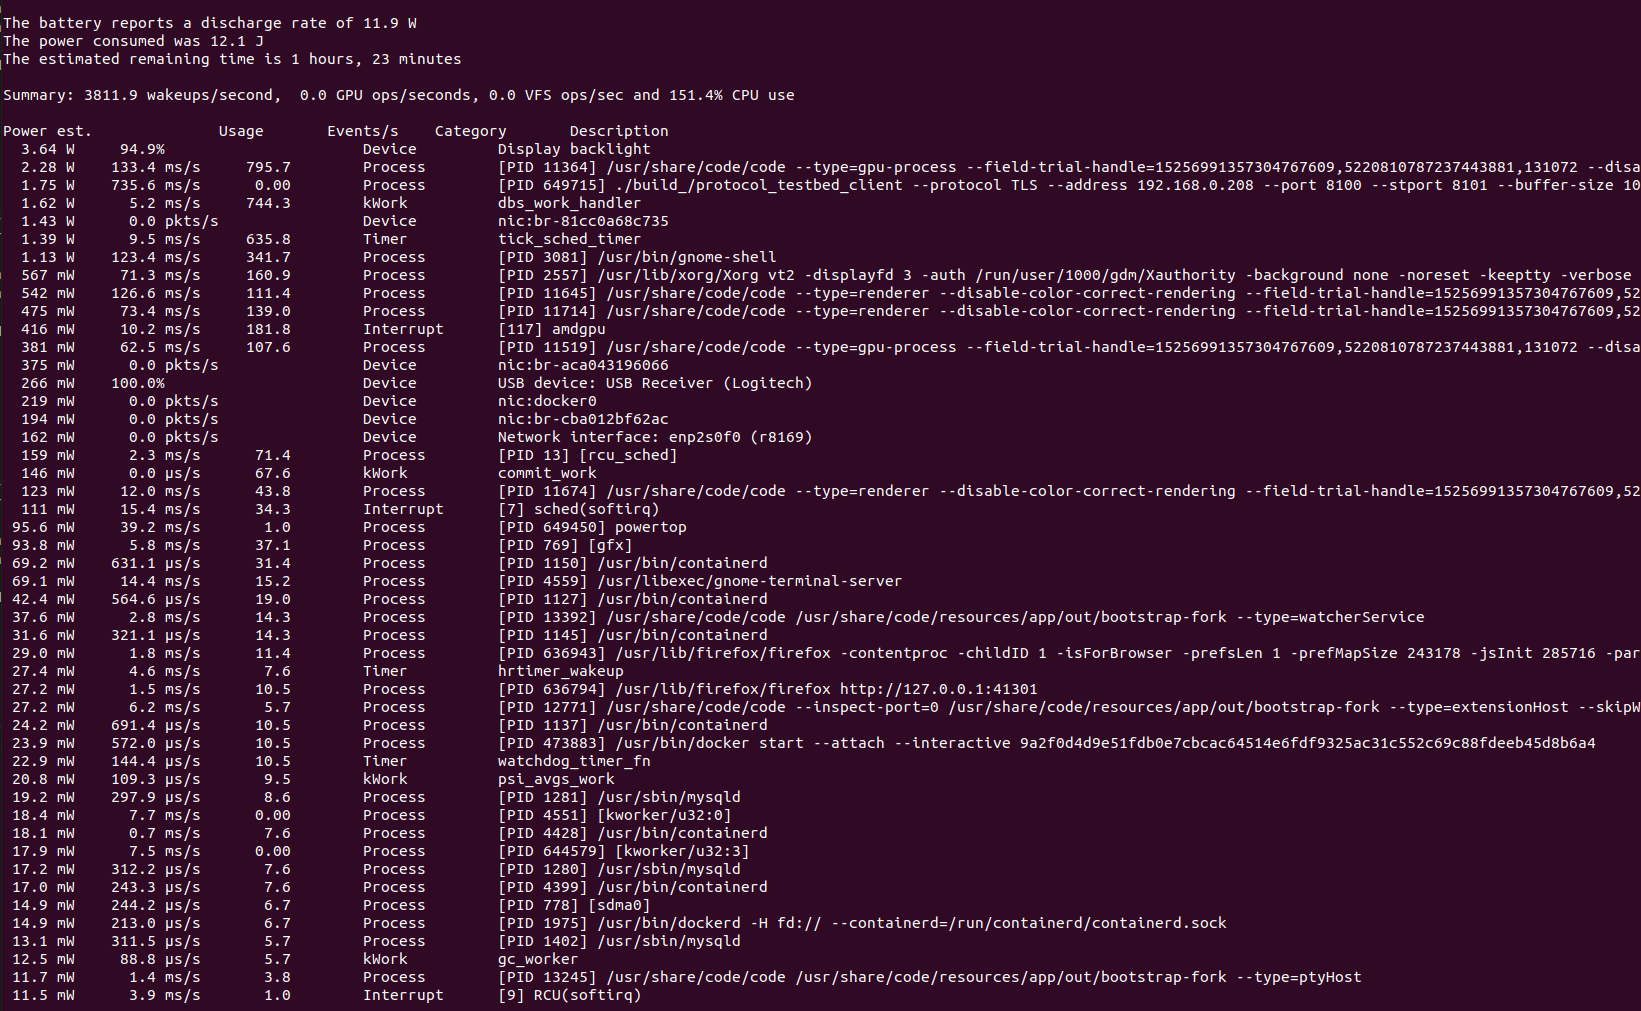 The battery reports a discharge rate of 11.9 W
The power consumed was 12.1 J
The estimated remaining time is 1 hours, 23 minutes
Summary: 3811.9 wakeups/second,  0.0 GPU ops/seconds, 0.0 VFS ops/sec and 151.4% CPU use
Power est.              Usage       Events/s    Category       Description
3.64 W     94.9%                      Device         Display backlight
2.28 W    133.4 ms/s     795.7        Process        [PID 11364] /usr/share/code/code --type=gpu-process --field-trial-handle=15256991357304767609,5220810787237443881,131072 --disa
1.75 W    735.6 ms/s      0.00        Process        [PID 649715] ./build_/protocol_testbed_client --protocol TLS --address 192.168.0.208 --port 8100 --stport 8101 --buffer-size 10
1.62 W      5.2 ms/s     744.3        kWork          dbs_work_handler
1.43 W      0.0 pkts/s                Device         nic:br-81cc0a68c735
1.39 W      9.5 ms/s     635.8        Timer          tick_sched_timer
1.13 W    123.4 ms/s     341.7        Process        [PID 3081] /usr/bin/gnome-shell
567 mW     71.3 ms/s     160.9        Process        [PID 2557] /usr/lib/xorg/Xorg vt2 -displayfd 3 -auth /run/user/1000/gdm/Xauthority -background none -noreset -keeptty -verbose
542 mW    126.6 ms/s     111.4        Process        [PID 11645] /usr/share/code/code --type=renderer --disable-color-correct-rendering --field-trial-handle=15256991357304767609,52
475 mW     73.4 ms/s     139.0        Process        [PID 11714] /usr/share/code/code --type=renderer --disable-color-correct-rendering --field-trial-handle=15256991357304767609,52
416 mW     10.2 ms/s     181.8        Interrupt      [117] amdgpu
381 mW     62.5 ms/s     107.6        Process        [PID 11519] /usr/share/code/code --type=gpu-process --field-trial-handle=15256991357304767609,5220810787237443881,131072 --disa
375 mW      0.0 pkts/s                Device         nic:br-aca043196066
266 mW    100.0%                      Device         USB device: USB Receiver (Logitech)
219 mW      0.0 pkts/s                Device         nic:docker0
194 mW      0.0 pkts/s                Device         nic:br-cba012bf62ac
162 mW      0.0 pkts/s                Device         Network interface: enp2s0f0 (r8169)
159 mW      2.3 ms/s      71.4        Process        [PID 13] [rcu_sched]
146 mW      0.0 µs/s      67.6        kWork          commit_work
123 mW     12.0 ms/s      43.8        Process        [PID 11674] /usr/share/code/code --type=renderer --disable-color-correct-rendering --field-trial-handle=15256991357304767609,52
111 mW     15.4 ms/s      34.3        Interrupt      [7] sched(softirq)
95.6 mW     39.2 ms/s       1.0        Process        [PID 649450] powertop
93.8 mW      5.8 ms/s      37.1        Process        [PID 769] [gfx]
69.2 mW    631.1 µs/s      31.4        Process        [PID 1150] /usr/bin/containerd
69.1 mW     14.4 ms/s      15.2        Process        [PID 4559] /usr/libexec/gnome-terminal-server
42.4 mW    564.6 µs/s      19.0        Process        [PID 1127] /usr/bin/containerd
37.6 mW      2.8 ms/s      14.3        Process        [PID 13392] /usr/share/code/code /usr/share/code/resources/app/out/bootstrap-fork --type=watcherService
31.6 mW    321.1 µs/s      14.3        Process        [PID 1145] /usr/bin/containerd
29.0 mW      1.8 ms/s      11.4        Process        [PID 636943] /usr/lib/firefox/firefox -contentproc -childID 1 -isForBrowser -prefsLen 1 -prefMapSize 243178 -jsInit 285716 -par
27.4 mW      4.6 ms/s       7.6        Timer          hrtimer_wakeup
27.2 mW      1.5 ms/s      10.5        Process        [PID 636794] /usr/lib/firefox/firefox http://127.0.0.1:41301
27.2 mW      6.2 ms/s       5.7        Process        [PID 12771] /usr/share/code/code --inspect-port=0 /usr/share/code/resources/app/out/bootstrap-fork --type=extensionHost --skipW
24.2 mW    691.4 µs/s      10.5        Process        [PID 1137] /usr/bin/containerd
23.9 mW    572.0 µs/s      10.5        Process        [PID 473883] /usr/bin/docker start --attach --interactive 9a2f0d4d9e51fdb0e7cbcac64514e6fdf9325ac31c552c69c88fdeeb45d8b6a4
22.9 mW    144.4 µs/s      10.5        Timer          watchdog_timer_fn
20.8 mW    109.3 µs/s       9.5        kWork          psi_avgs_work
19.2 mW    297.9 µs/s       8.6        Process        [PID 1281] /usr/sbin/mysqld
18.4 mW      7.7 ms/s      0.00        Process        [PID 4551] [kworker/u32:0]
18.1 mW      0.7 ms/s       7.6        Process        [PID 4428] /usr/bin/containerd
17.9 mW      7.5 ms/s      0.00        Process        [PID 644579] [kworker/u32:3]
17.2 mW    312.2 µs/s       7.6        Process        [PID 1280] /usr/sbin/mysqld
17.0 mW    243.3 µs/s       7.6        Process        [PID 4399] /usr/bin/containerd
14.9 mW    244.2 µs/s       6.7        Process        [PID 778] [sdma0]
14.9 mW    213.0 µs/s       6.7        Process        [PID 1975] /usr/bin/dockerd -H fd:// --containerd=/run/containerd/containerd.sock
13.1 mW    311.5 µs/s       5.7        Process        [PID 1402] /usr/sbin/mysqld
12.5 mW     88.8 µs/s       5.7        kWork          gc_worker
11.7 mW      1.4 ms/s       3.8        Process        [PID 13245] /usr/share/code/code /usr/share/code/resources/app/out/bootstrap-fork --type=ptyHost
11.5 mW      3.9 ms/s       1.0        Interrupt      [9] RCU(softirq)